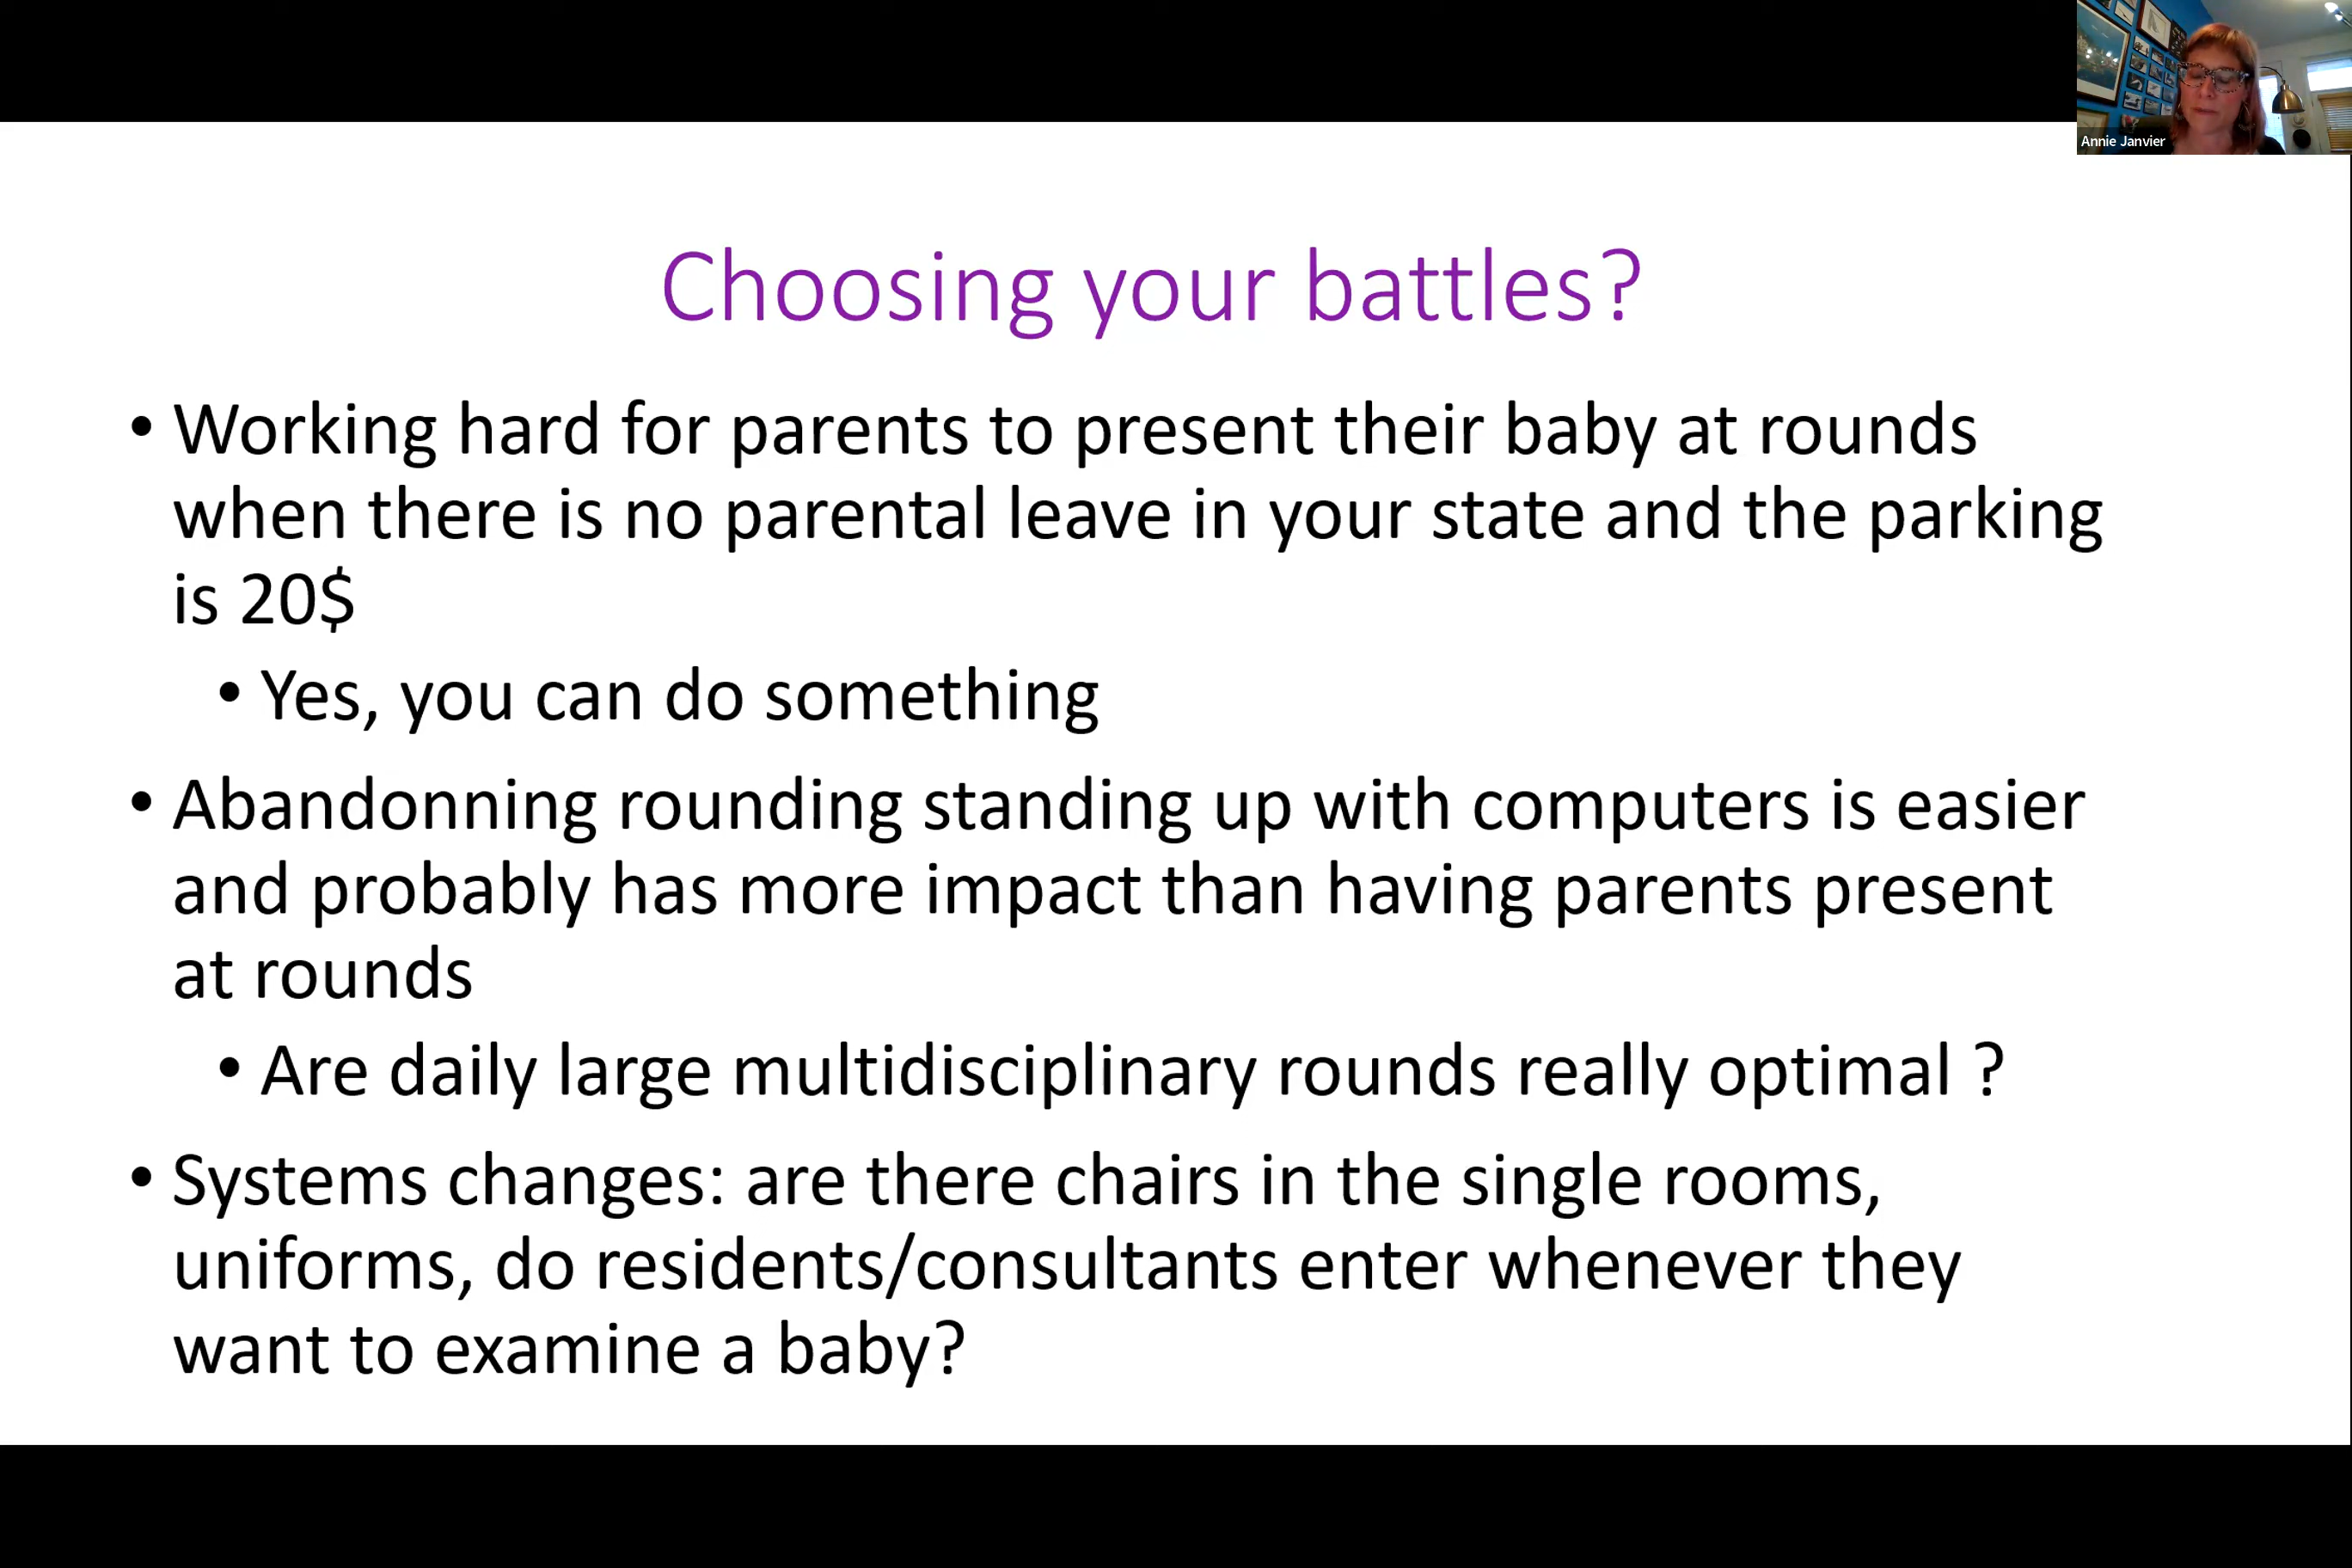 Annie Janvier
Choosing your battles?
• Working hard for parents to present their baby at rounds
when there is no parental leave in your state and the parking
is 20$
• Yes, you can do something
• Abandonning rounding standing up with computers is easier
and probably has more impact than having parents present
at rounds
• Are daily large multidisciplinary rounds really optimal ?
• Systems changes: are there chairs in the single rooms,
uniforms, do residents/consultants enter whenever they
want to examine a baby?